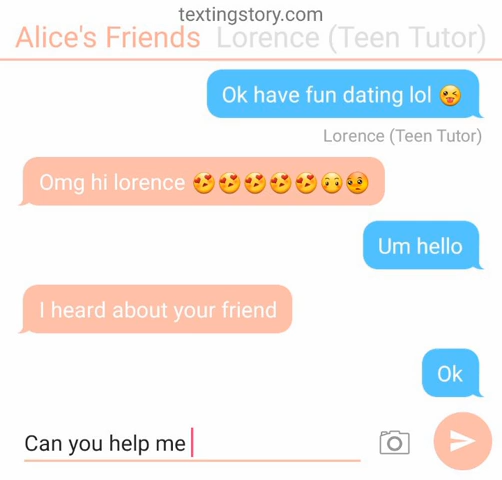 textingstory.com
Alice's Friends Lorence (Teen Tutor)
Ok have fun dating lol 😜
Lorence (Teen Tutor)
Omg hi lorence 😍😍😍😍😍🙂🥺
Um hello
I heard about your friend
Ok
Can you help me